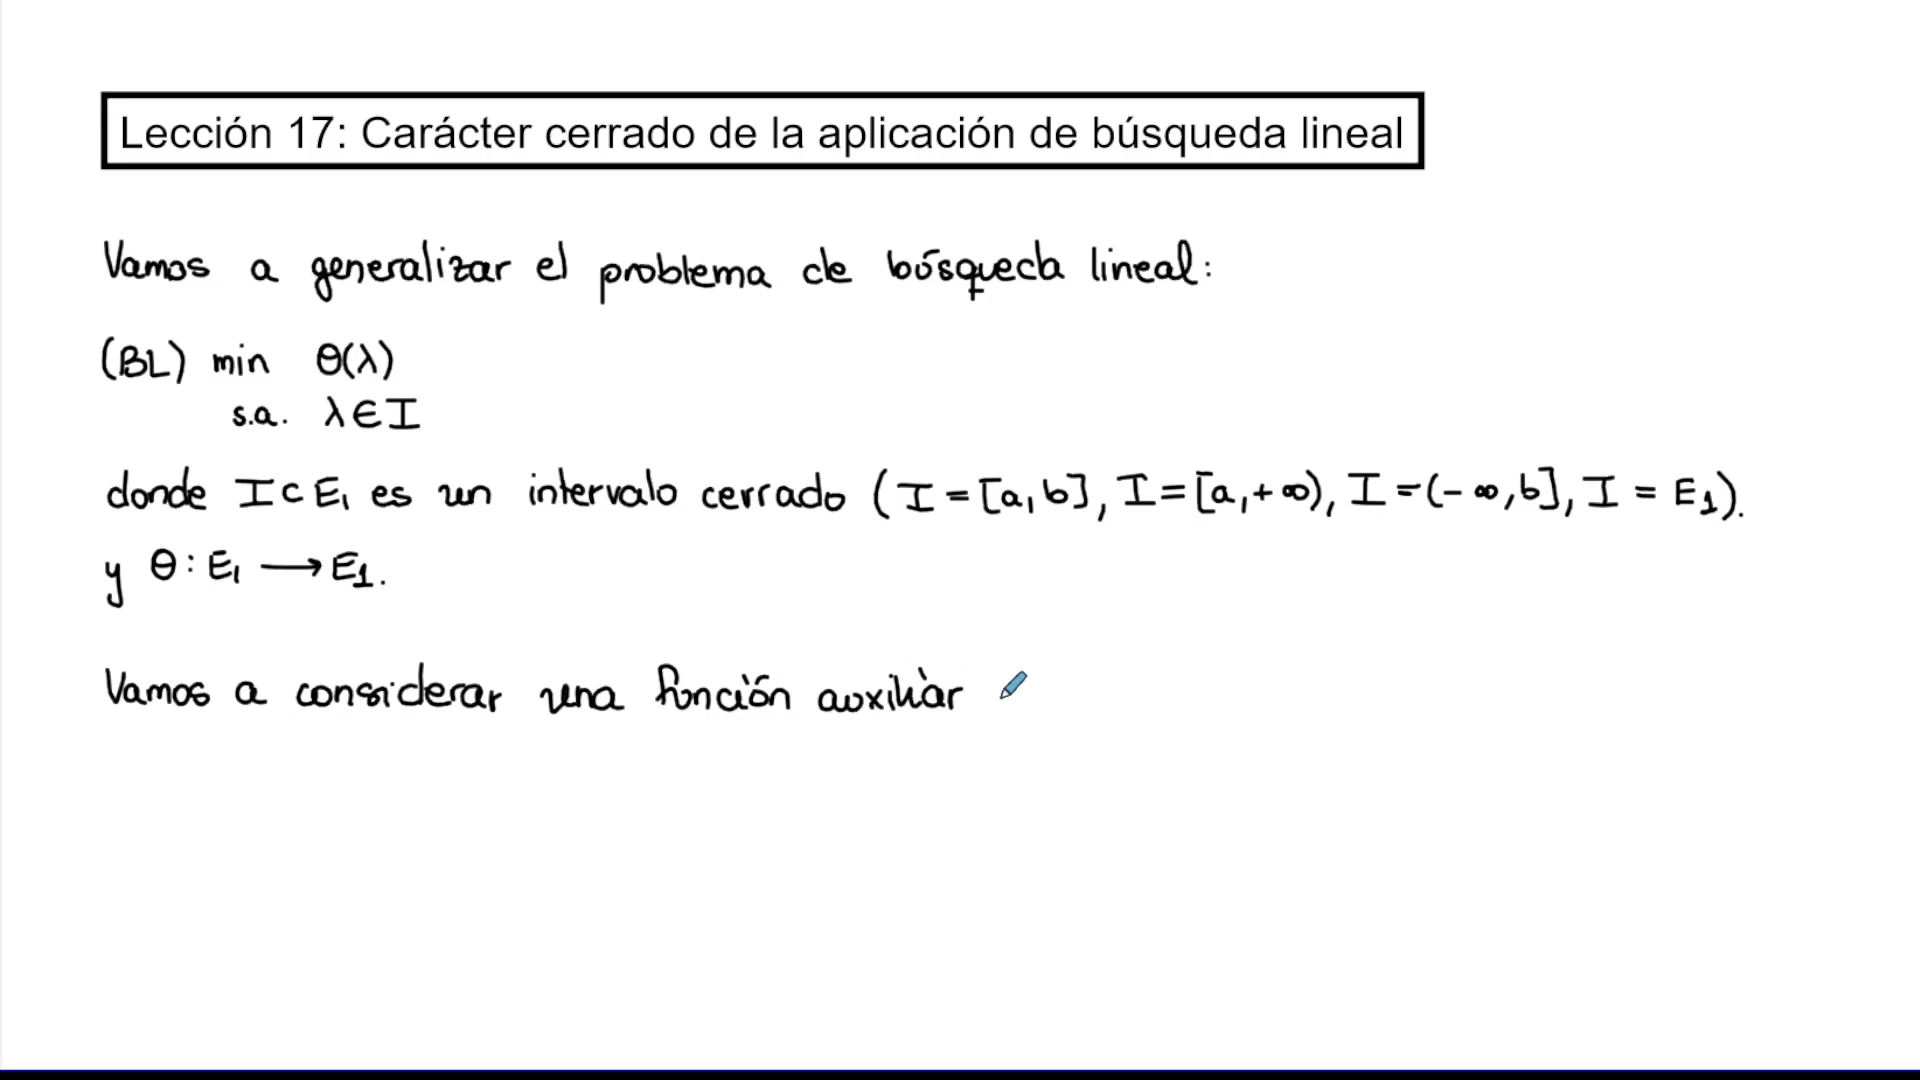 Lección 17: Carácter cerrado de la aplicación de búsqueda lineal
Vamos a generalizar el problema de búsqueda lineal:
(BL) min θ(λ)
s.a. λ∈I
donde I⊂E₁ es un intervalo cerrado (I=[a,b], I=[a,+∞), I=(-∞,b], I=E₁).
y θ:E₁⟶E₁.
Vamos a considerar una función auxiliar